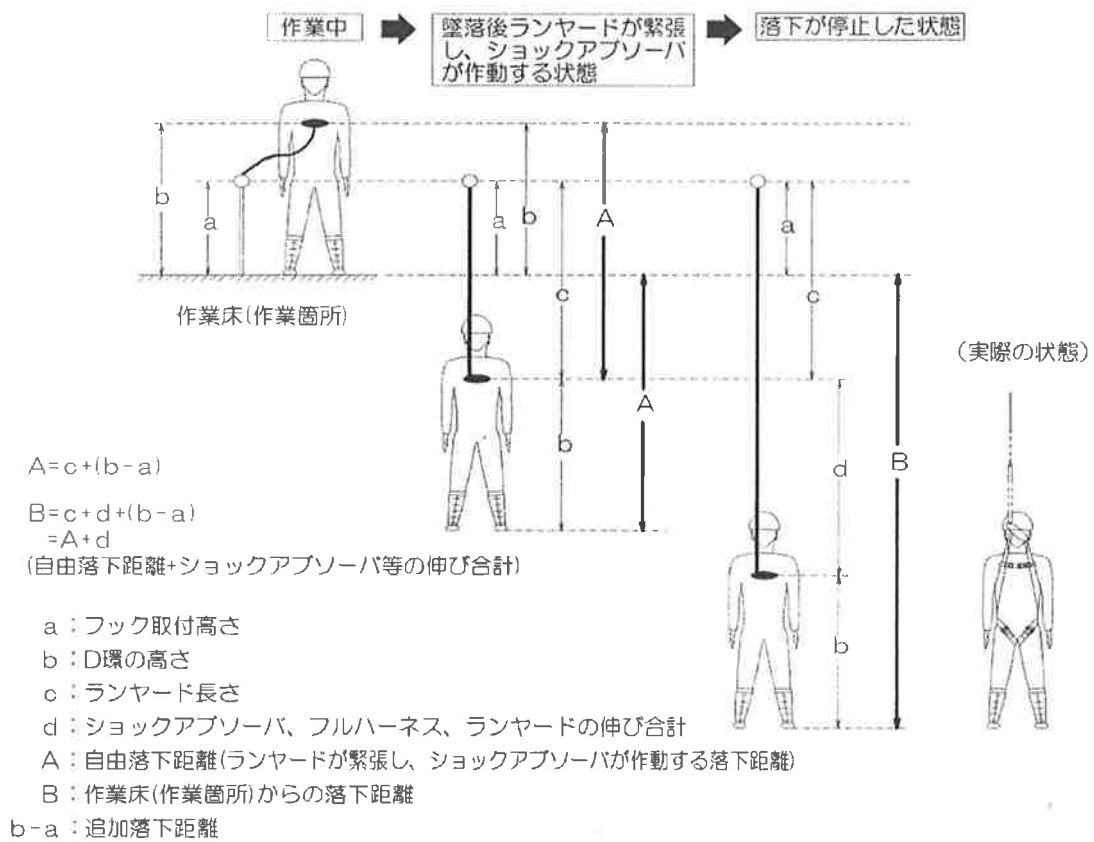 作業中
墜落後ランヤードが緊張
し、ショックアブソーバ
が作動する状態
落下が停止した状態
b
a
a
b
c
A
a
c
作業床(作業箇所)
(実際の状態)
A
b
d
B
b
A=c+(b-a)
B=c+d+(b-a)
=A+d
(自由落下距離+ショックアブソーバ等の伸び合計)
a:フック取付高さ
b:D環の高さ
c:ランヤード長さ
d:ショックアブソーバ、フルハーネス、ランヤードの伸び合計
A:自由落下距離(ランヤードが緊張し、ショックアブソーバが作動する落下距離)
B:作業床(作業箇所)からの落下距離
b-a:追加落下距離